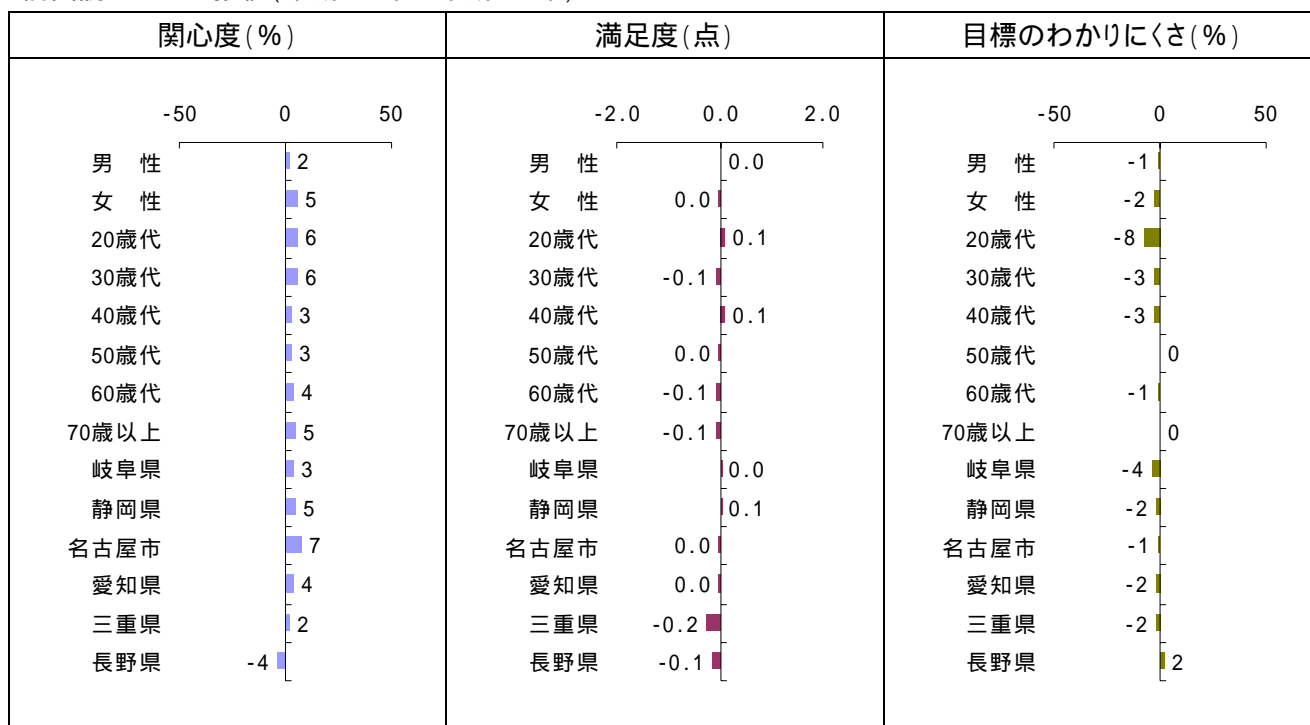 関心度(%)
満足度(点)
目標のわかりにくさ(%)
-50 0 50
-2.0 0.0 2.0
-50 0 50
男 性 2
女 性 5
20歳代 6
30歳代 6
40歳代 3
50歳代 3
60歳代 4
70歳以上 5
岐阜県 3
静岡県 5
名古屋市 7
愛知県 4
三重県 2
長野県 -4
男 性 0.0
女 性 0.0
20歳代 0.1
30歳代 -0.1
40歳代 0.1
50歳代 0.0
60歳代 -0.1
70歳以上 -0.1
岐阜県 0.0
静岡県 0.1
名古屋市 0.0
愛知県 0.0
三重県 -0.2
長野県 -0.1
男 性 -1
女 性 -2
20歳代 -8
30歳代 -3
40歳代 -3
50歳代 0
60歳代 -1
70歳以上 0
岐阜県 -4
静岡県 -2
名古屋市 -1
愛知県 -2
三重県 -2
長野県 2